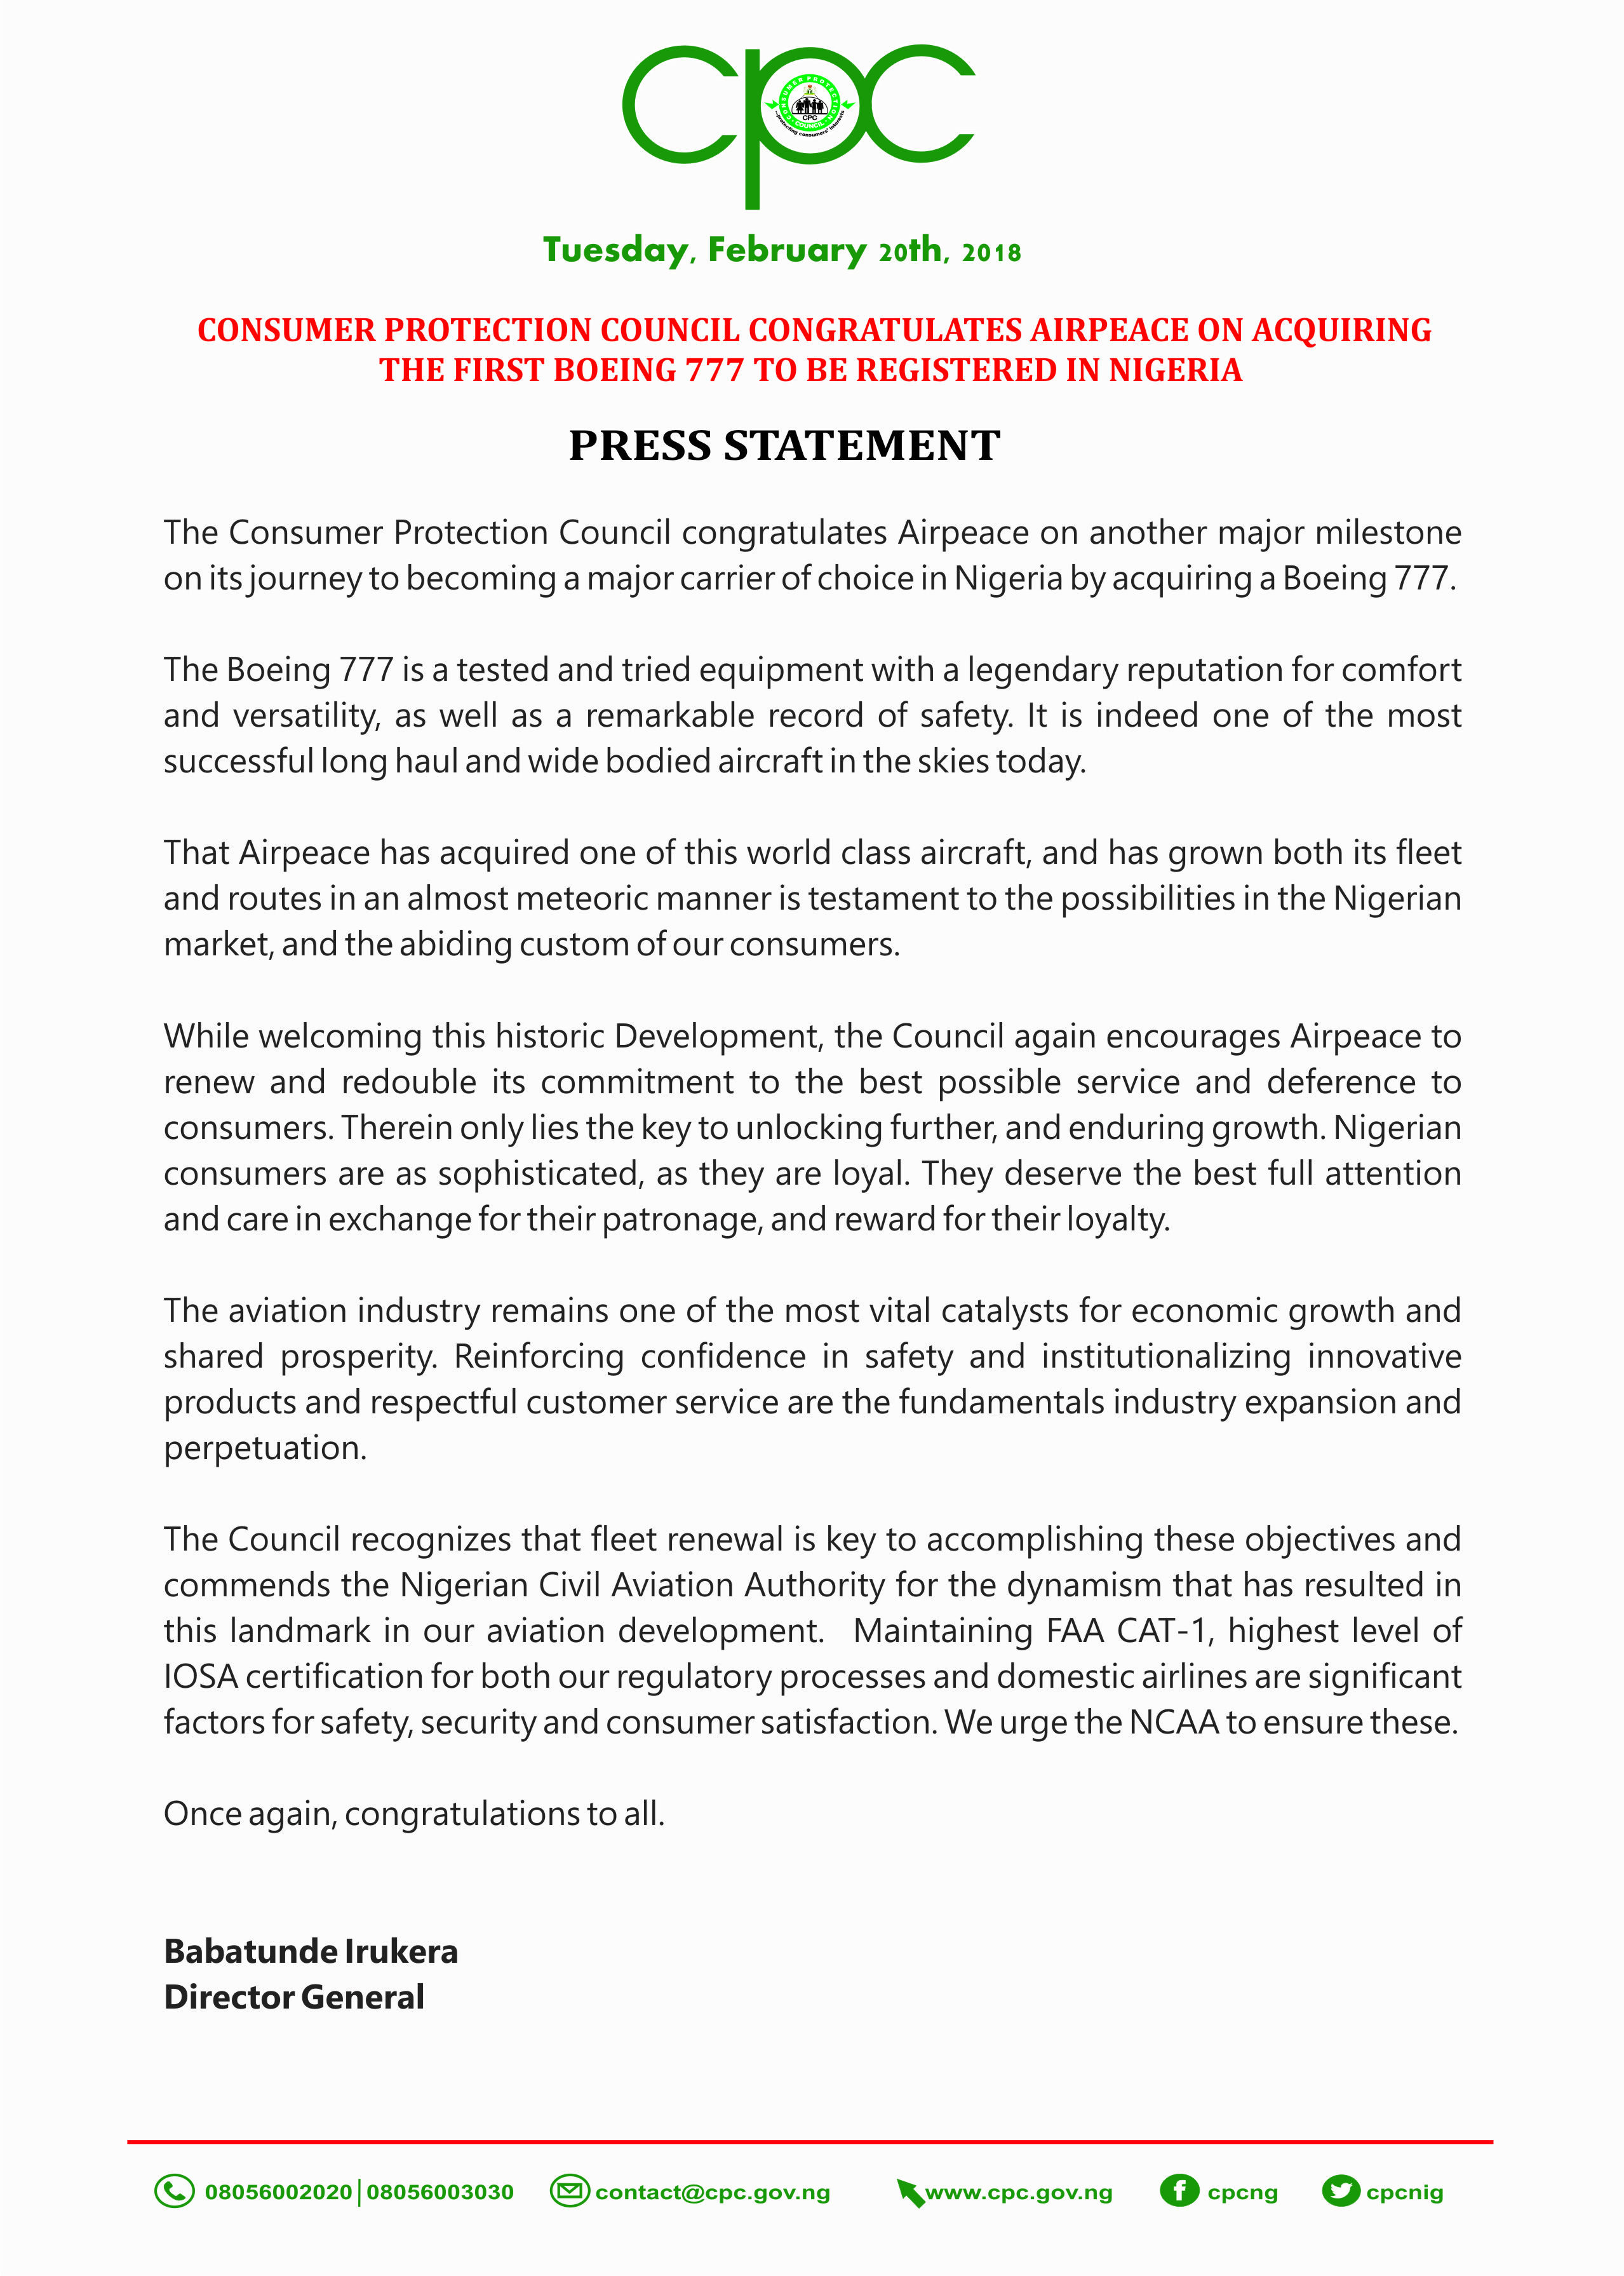 cpc
CONSUMER PROTECTION
CPC
COUNCIL
...protecting consumers' interests
Tuesday, February 20th, 2018
CONSUMER PROTECTION COUNCIL CONGRATULATES AIRPEACE ON ACQUIRING
THE FIRST BOEING 777 TO BE REGISTERED IN NIGERIA
PRESS STATEMENT
The Consumer Protection Council congratulates Airpeace on another major milestone
on its journey to becoming a major carrier of choice in Nigeria by acquiring a Boeing 777.
The Boeing 777 is a tested and tried equipment with a legendary reputation for comfort
and versatility, as well as a remarkable record of safety. It is indeed one of the most
successful long haul and wide bodied aircraft in the skies today.
That Airpeace has acquired one of this world class aircraft, and has grown both its fleet
and routes in an almost meteoric manner is testament to the possibilities in the Nigerian
market, and the abiding custom of our consumers.
While welcoming this historic Development, the Council again encourages Airpeace to
renew and redouble its commitment to the best possible service and deference to
consumers. Therein only lies the key to unlocking further, and enduring growth. Nigerian
consumers are as sophisticated, as they are loyal. They deserve the best full attention
and care in exchange for their patronage, and reward for their loyalty.
The aviation industry remains one of the most vital catalysts for economic growth and
shared prosperity. Reinforcing confidence in safety and institutionalizing innovative
products and respectful customer service are the fundamentals industry expansion and
perpetuation.
The Council recognizes that fleet renewal is key to accomplishing these objectives and
commends the Nigerian Civil Aviation Authority for the dynamism that has resulted in
this landmark in our aviation development. Maintaining FAA CAT-1, highest level of
IOSA certification for both our regulatory processes and domestic airlines are significant
factors for safety, security and consumer satisfaction. We urge the NCAA to ensure these.
Once again, congratulations to all.
Babatunde Irukera
Director General
08056002020|08056003030 contact@cpc.gov.ng www.cpc.gov.ng cpcng cpcnig